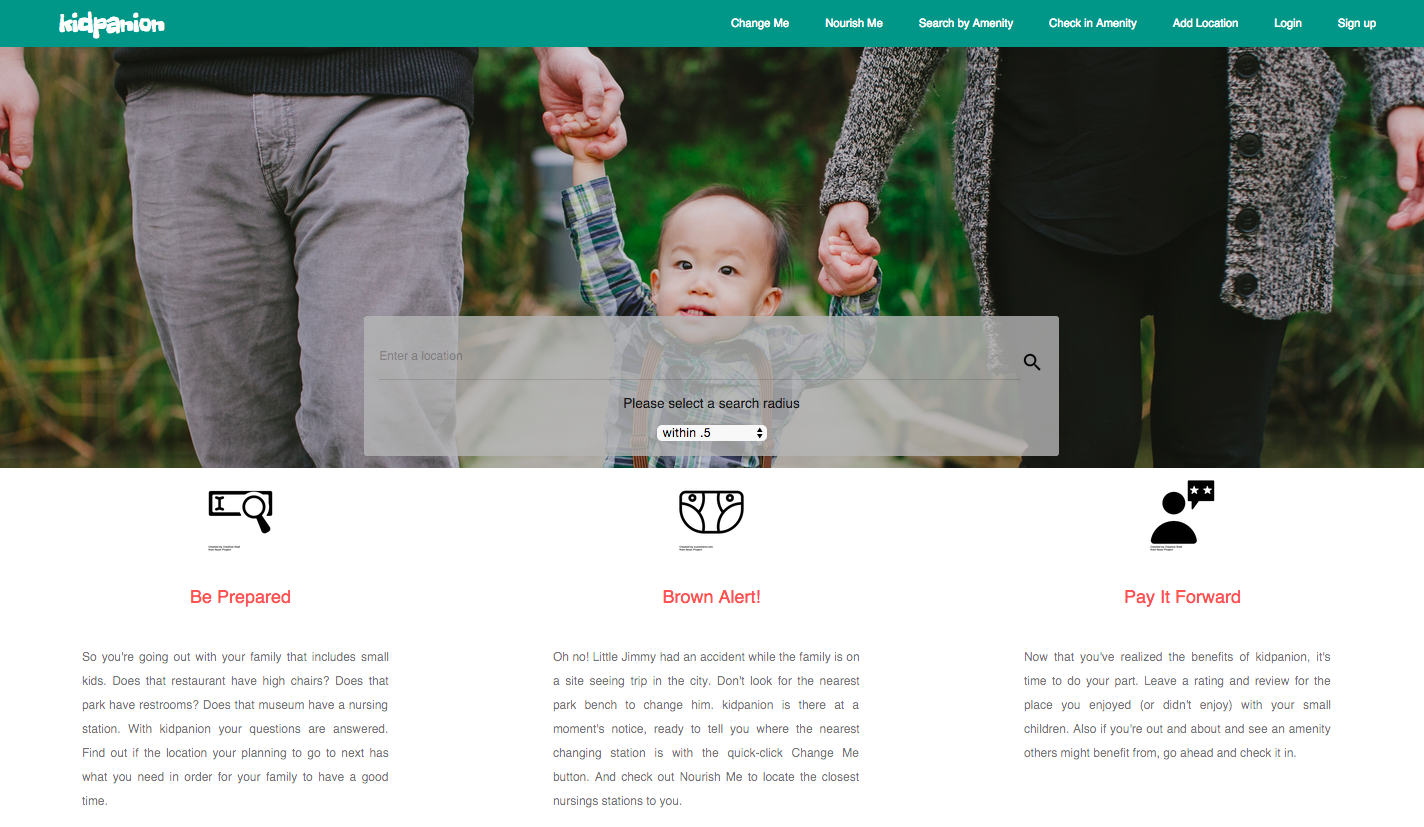 kidpanion
Change Me
Nourish Me
Search by Amenity
Check in Amenity
Add Location
Login
Sign up
Enter a location
Please select a search radius
within .5
Be Prepared
So you're going out with your family that includes small
kids. Does that restaurant have high chairs? Does that
park have restrooms? Does that museum have a nursing
station. With kidpanion your questions are answered.
Find out if the location your planning to go to next has
what you need in order for your family to have a good
time.
Brown Alert!
Oh no! Little Jimmy had an accident while the family is on
a site seeing trip in the city. Don't look for the nearest
park bench to change him. kidpanion is there at a
moment's notice, ready to tell you where the nearest
changing station is with the quick-click Change Me
button. And check out Nourish Me to locate the closest
nursings stations to you.
Pay It Forward
Now that you've realized the benefits of kidpanion, it's
time to do your part. Leave a rating and review for the
place you enjoyed (or didn't enjoy) with your small
children. Also if you're out and about and see an amenity
others might benefit from, go ahead and check it in.